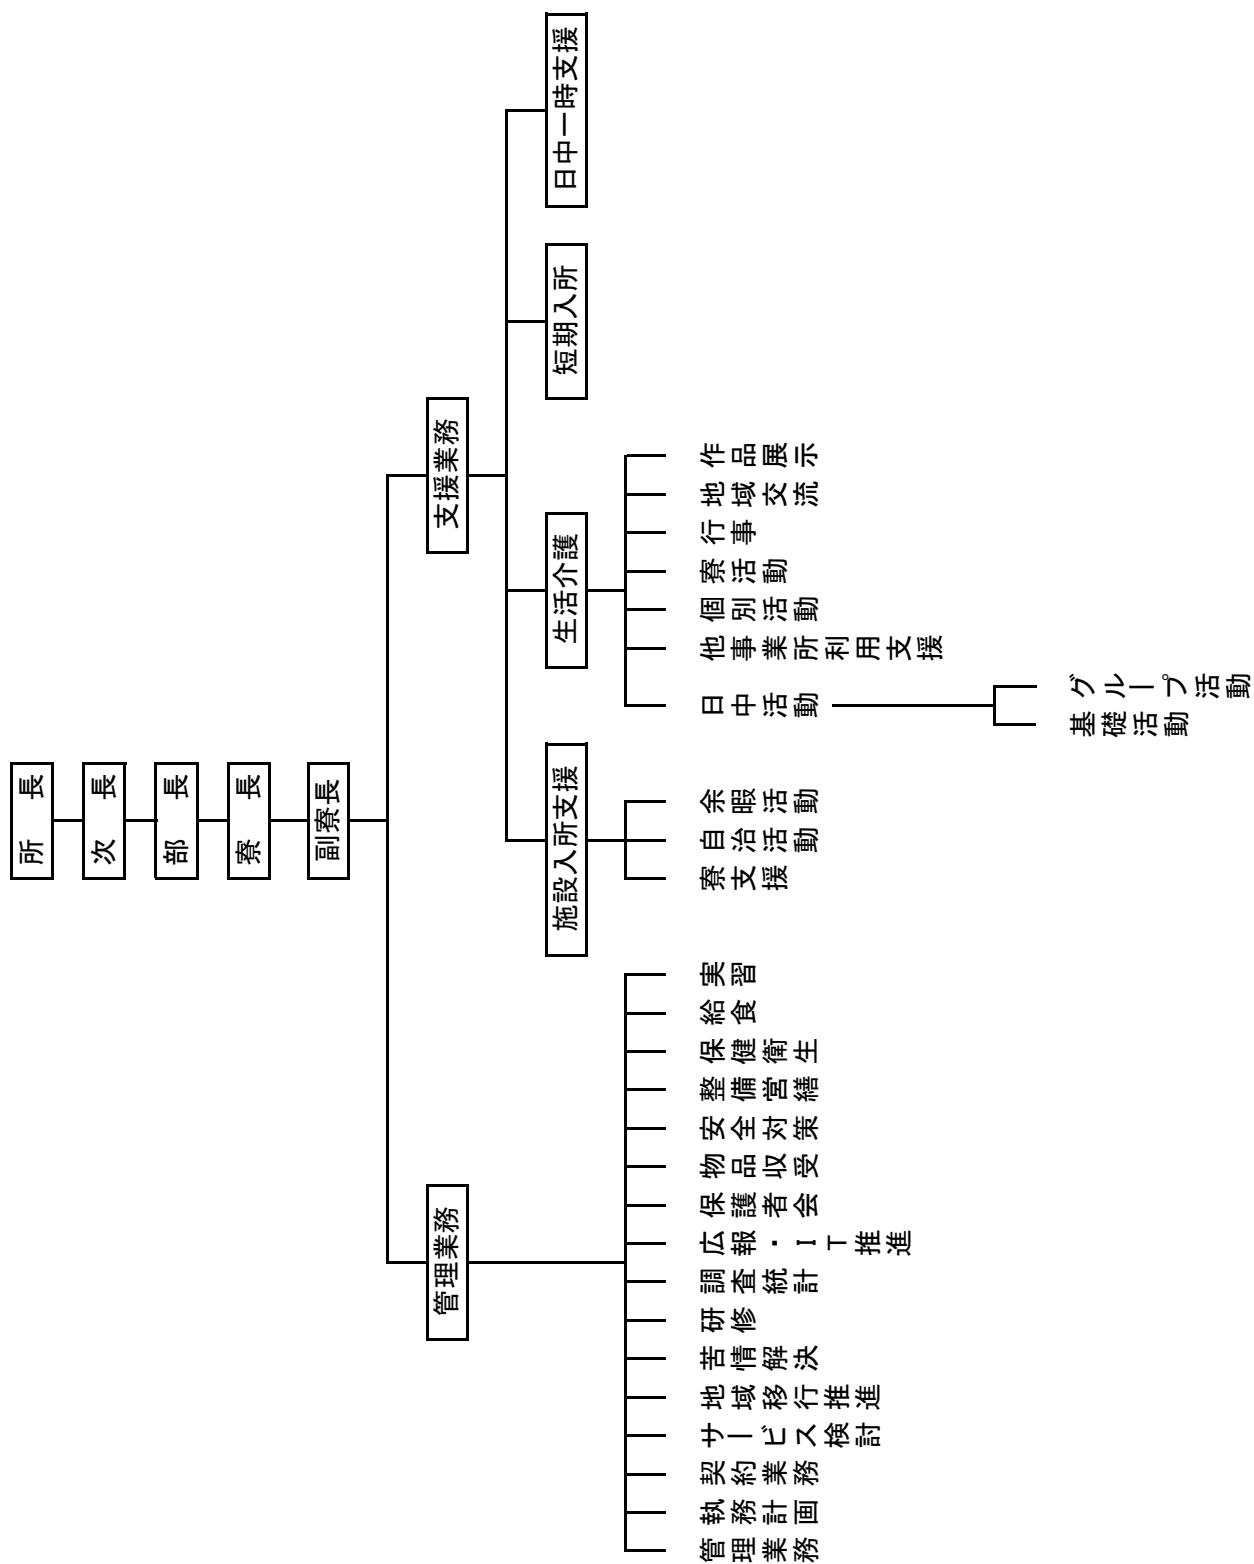 所長
次長
部長
寮長
副寮長
管理業務
支援業務
施設入所支援
生活介護
短期入所
日中一時支援
管理業務
執務計画
契約業務
サービス検討
地域移行推進
苦情解決
研修
調査統計
広報・IT推進
保護者会
物品収受
安全対策
整備営繕
保健衛生
給食
実習
寮支援
自治活動
余暇活動
日中活動
他事業所利用支援
個別活動
寮活動
行事
地域交流
作品展示
基礎活動
グループ活動